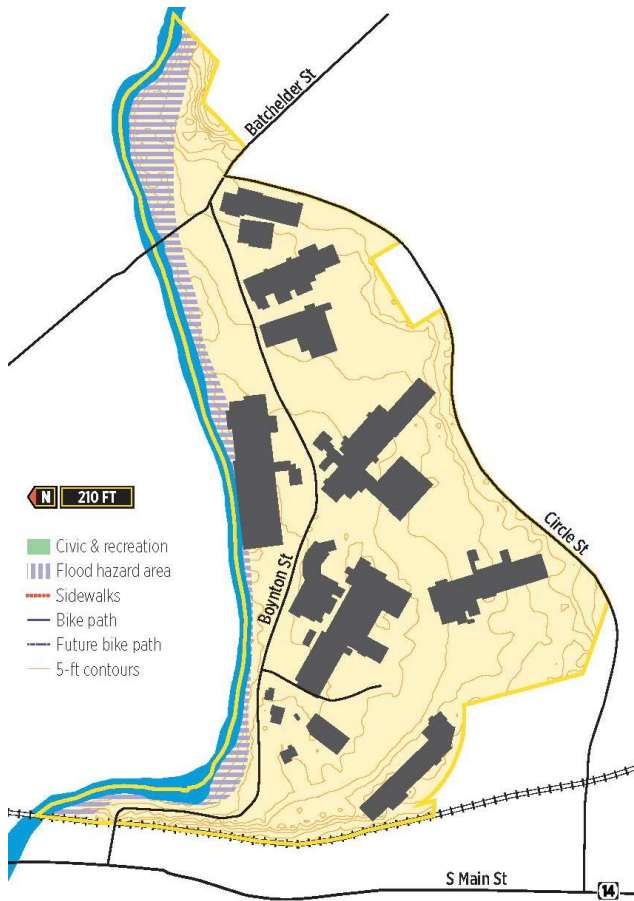 Batchelder St
N 210 FT
Civic & recreation
Flood hazard area
Sidewalks
Bike path
Future bike path
5-ft contours
Boynton St
Circle St
S Main St
14